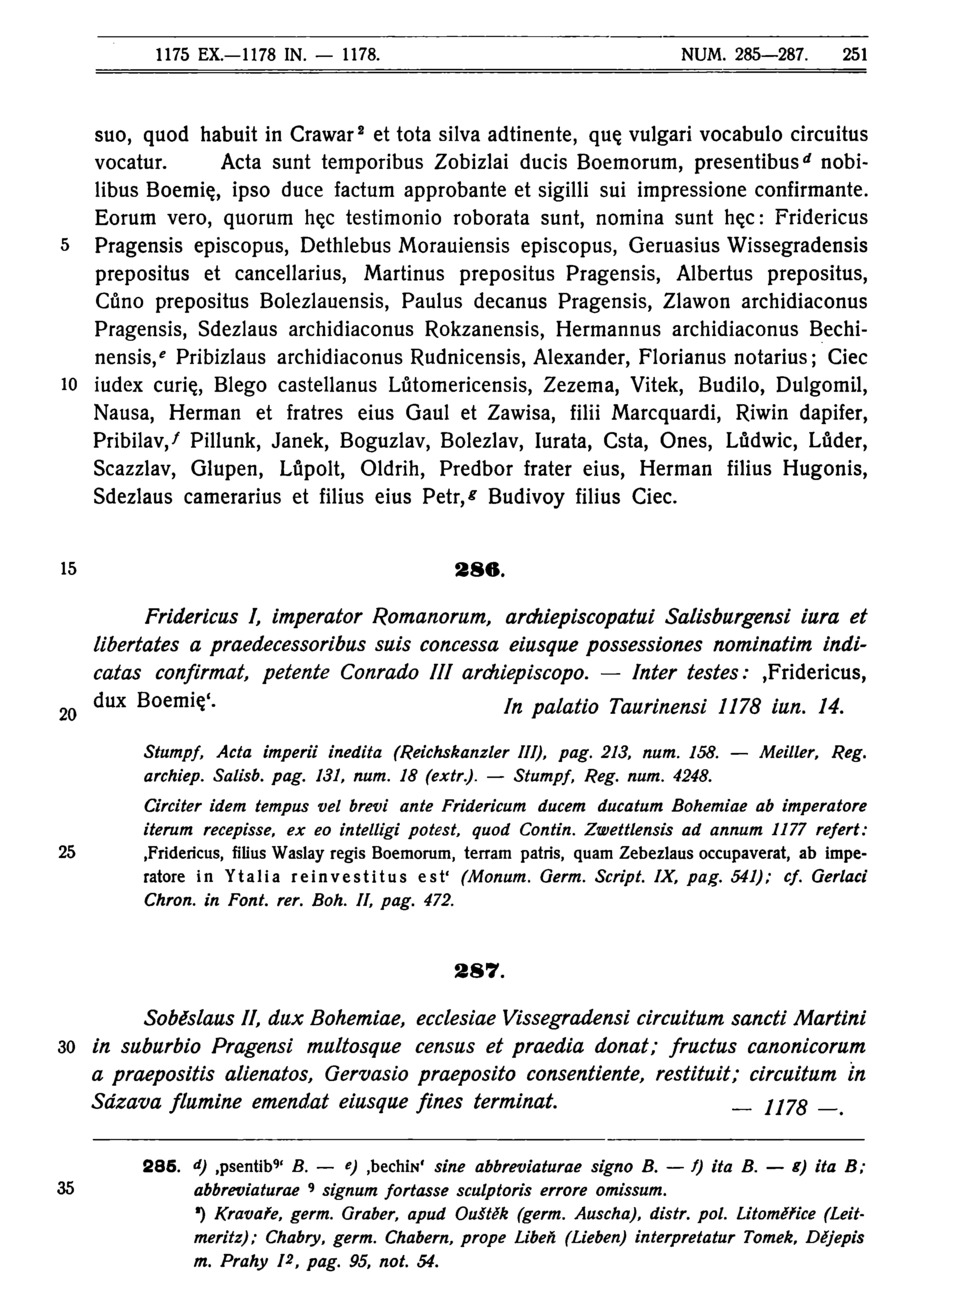 1175 EX.—1178 IN. — 1178. NUM. 285—287. 251
suo, quod habuit in Crawar² et tota silva adtinente, quę vulgari vocabulo circuitus
vocatur. Acta sunt temporibus Zobizlai ducis Boemorum, presentibus d nobi-
libus Boemię, ipso duce factum approbante et sigilli sui impressione confirmante.
Eorum vero, quorum hęc testimonio roborata sunt, nomina sunt hęc: Fridericus
5 Pragensis episcopus, Dethlebus Morauiensis episcopus, Geruasius Wissegradensis
prepositus et cancellarius, Martinus prepositus Pragensis, Albertus prepositus,
Cůno prepositus Bolezlauensis, Paulus decanus Pragensis, Zlawon archidiaconus
Pragensis, Sdezlaus archidiaconus Rokzanensis, Hermannus archidiaconus Bechi-
nensis,e Pribizlaus archidiaconus Rudnicensis, Alexander, Florianus notarius; Ciec
10 iudex curię, Blego castellanus Lůtomericensis, Zezema, Vitek, Budilo, Dulgomil,
Nausa, Herman et fratres eius Gaul et Zawisa, filii Marcquardi, Riwin dapifer,
Pribilav,f Pillunk, Janek, Boguzlav, Bolezlav, Iurata, Csta, Ones, Lůdwic, Lůder,
Scazzlav, Glupen, Lůpolt, Oldrih, Predbor frater eius, Herman filius Hugonis,
Sdezlaus camerarius et filius eius Petr,g Budivoy filius Ciec.
15 286.
Fridericus I, imperator Romanorum, archiepiscopatui Salisburgensi iura et
libertates a praedecessoribus suis concessa eiusque possessiones nominatim indi-
catas confirmat, petente Conrado III archiepiscopo. — Inter testes: ‚Fridericus,
dux Boemię‘. In palatio Taurinensi 1178 iun. 14.
20
Stumpf, Acta imperii inedita (Reichskanzler III), pag. 213, num. 158. — Meiller, Reg.
archiep. Salisb. pag. 131, num. 18 (extr.). — Stumpf, Reg. num. 4248.
Circiter idem tempus vel brevi ante Fridericum ducem ducatum Bohemiae ab imperatore
iterum recepisse, ex eo intelligi potest, quod Contin. Zwettlensis ad annum 1177 refert:
25 ‚Fridericus, filius Waslay regis Boemorum, terram patris, quam Zebezlaus occupaverat, ab impe-
ratore in Ytalia reinvestitus est‘ (Monum. Germ. Script. IX, pag. 541); cf. Gerlaci
Chron. in Font. rer. Boh. II, pag. 472.
287.
Soběslaus II, dux Bohemiae, ecclesiae Vissegradensi circuitum sancti Martini
30 in suburbio Pragensi multosque census et praedia donat; fructus canonicorum
a praepositis alienatos, Gervasio praeposito consentiente, restituit; circuitum in
Sázava flumine emendat eiusque fines terminat. — 1178 —.
285. d) ‚psentib⁹‘ B. — e) ‚bechiɴ‘ sine abbreviaturae signo B. — f) ita B. — g) ita B;
35 abbreviaturae ⁹ signum fortasse sculptoris errore omissum.
²) Kravaře, germ. Graber, apud Ouštěk (germ. Auscha), distr. pol. Litoměřice (Leit-
meritz); Chabry, germ. Chabern, prope Libeň (Lieben) interpretatur Tomek, Dějepis
m. Prahy I², pag. 95, not. 54.